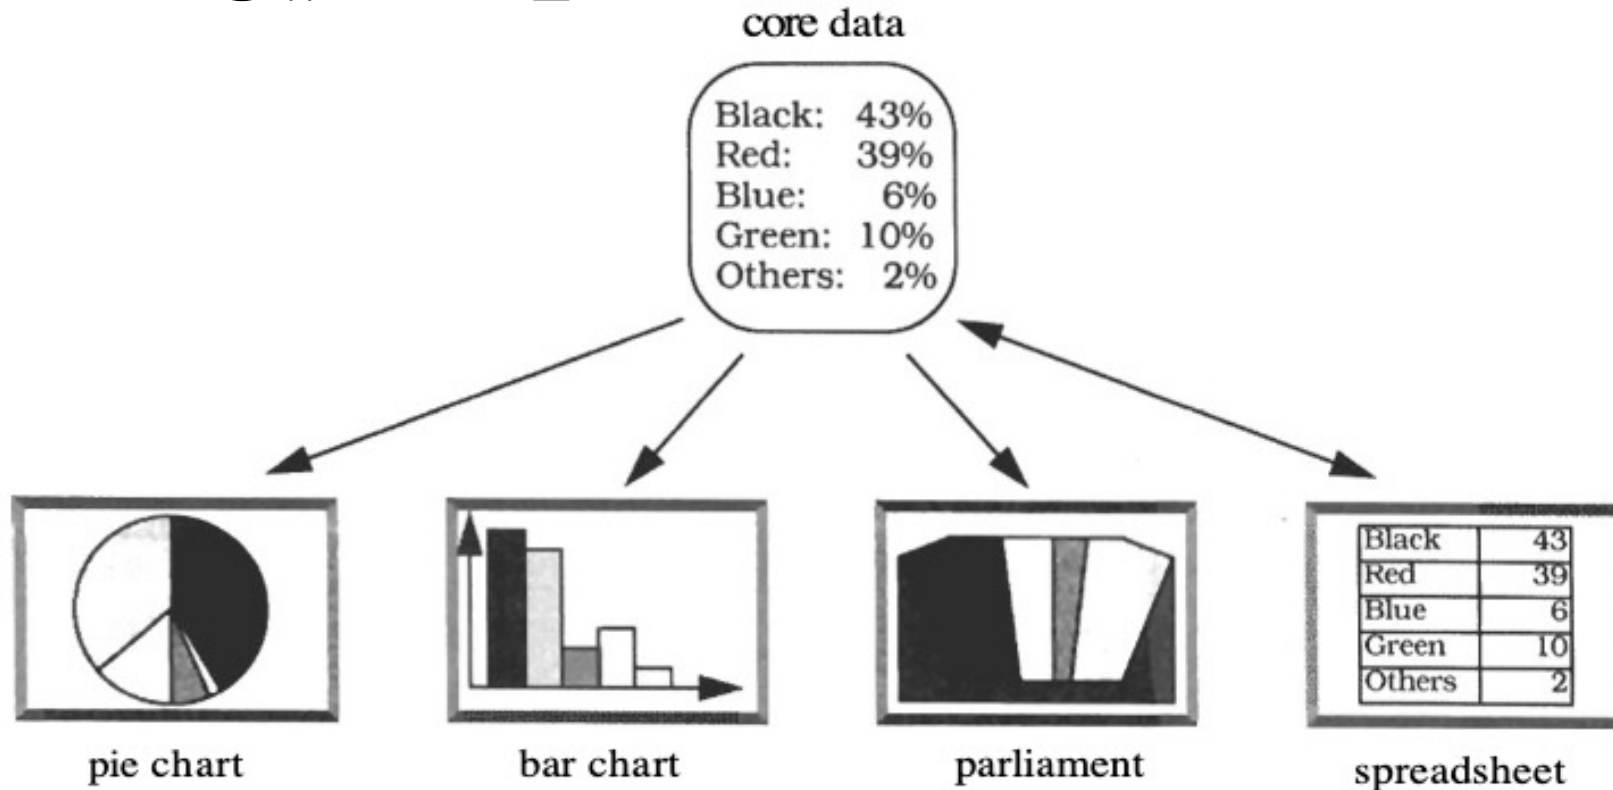 core data
Black: 43%
Red: 39%
Blue: 6%
Green: 10%
Others: 2%
Black 43
Red 39
Blue 6
Green 10
Others 2
pie chart
bar chart
parliament
spreadsheet